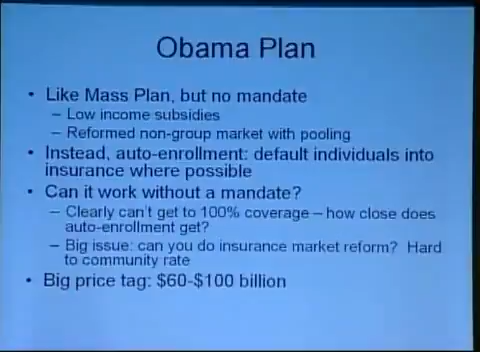 Obama Plan
• Like Mass Plan, but no mandate
– Low income subsidies
– Reformed non-group market with pooling
• Instead, auto-enrollment: default individuals into
insurance where possible
• Can it work without a mandate?
– Clearly can't get to 100% coverage – how close does
auto-enrollment get?
– Big issue: can you do insurance market reform? Hard
to community rate
• Big price tag: $60-$100 billion